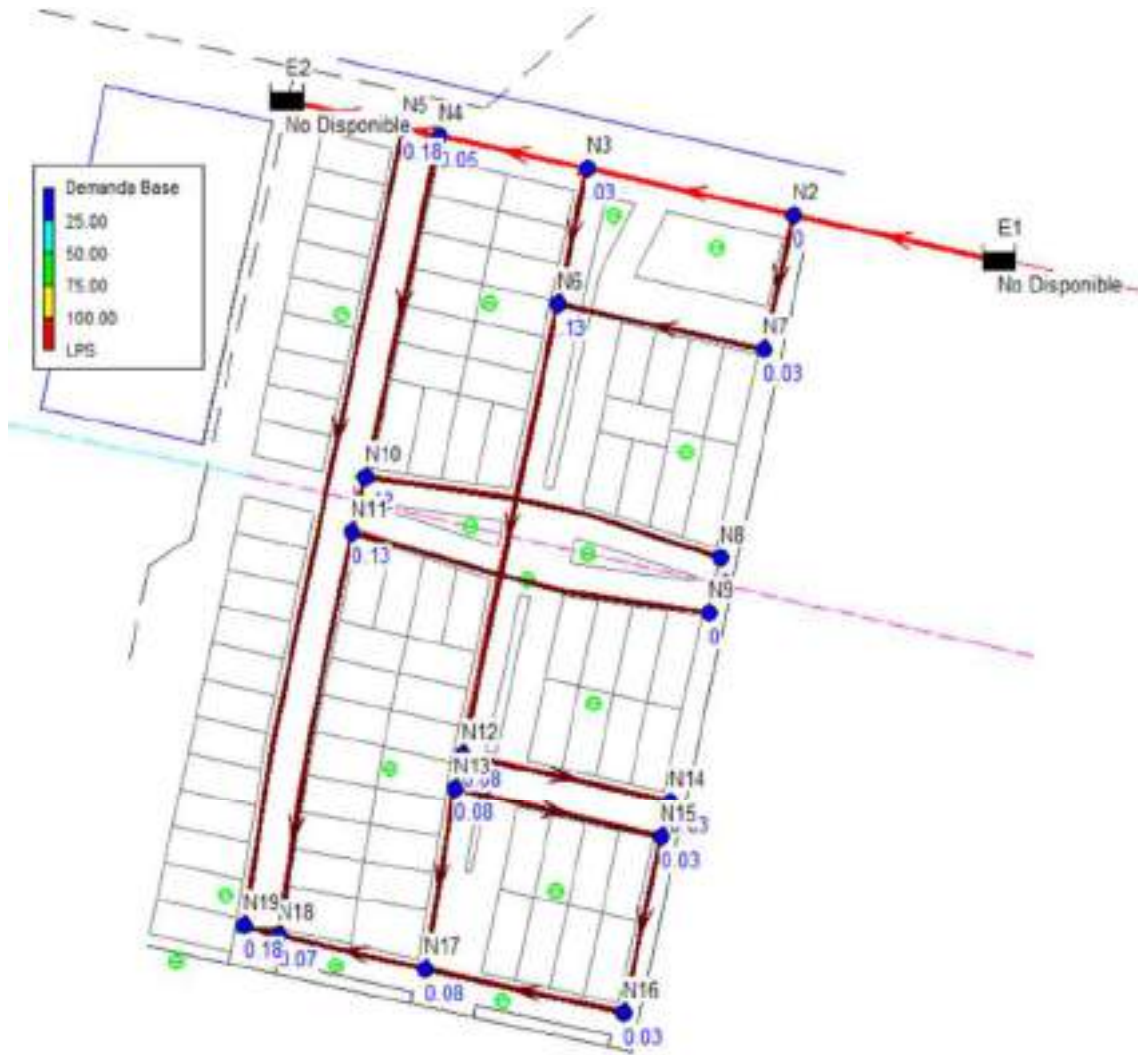 E2
N5
N4
No Disponible
0.18
0.05
N3
.03
N2
0
E1
No Disponible
Demanda Base
25.00
50.00
75.00
100.00
LPS
N6
.13
N7
0.03
N10
N11
0.13
N8
N9
0
N12
0.08
N13
0.08
N14
N15
0.03
N19
N18
0.18
0.07
N17
0.08
N16
0.03